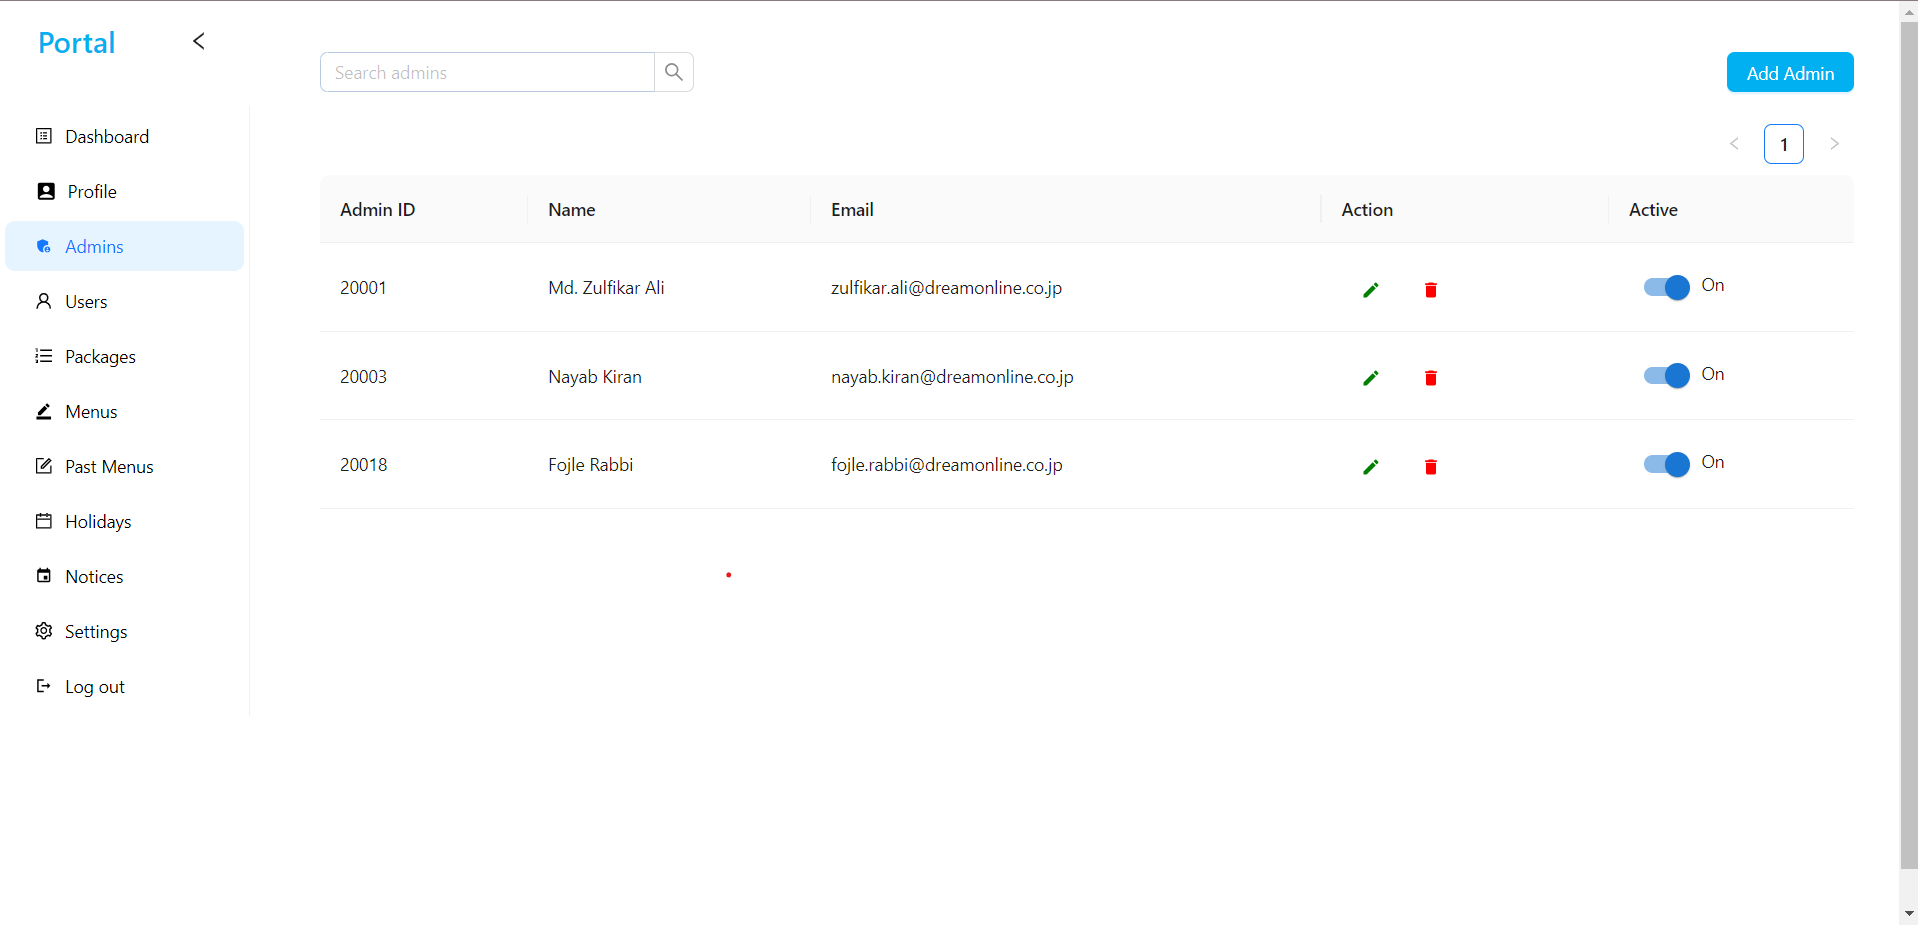 Portal
Search admins
Add Admin
1
Dashboard
Profile
Admins
Users
Packages
Menus
Past Menus
Holidays
Notices
Settings
Log out
Admin ID Name Email Action Active
20001 Md. Zulfikar Ali zulfikar.ali@dreamonline.co.jp On
20003 Nayab Kiran nayab.kiran@dreamonline.co.jp On
20018 Fojle Rabbi fojle.rabbi@dreamonline.co.jp On